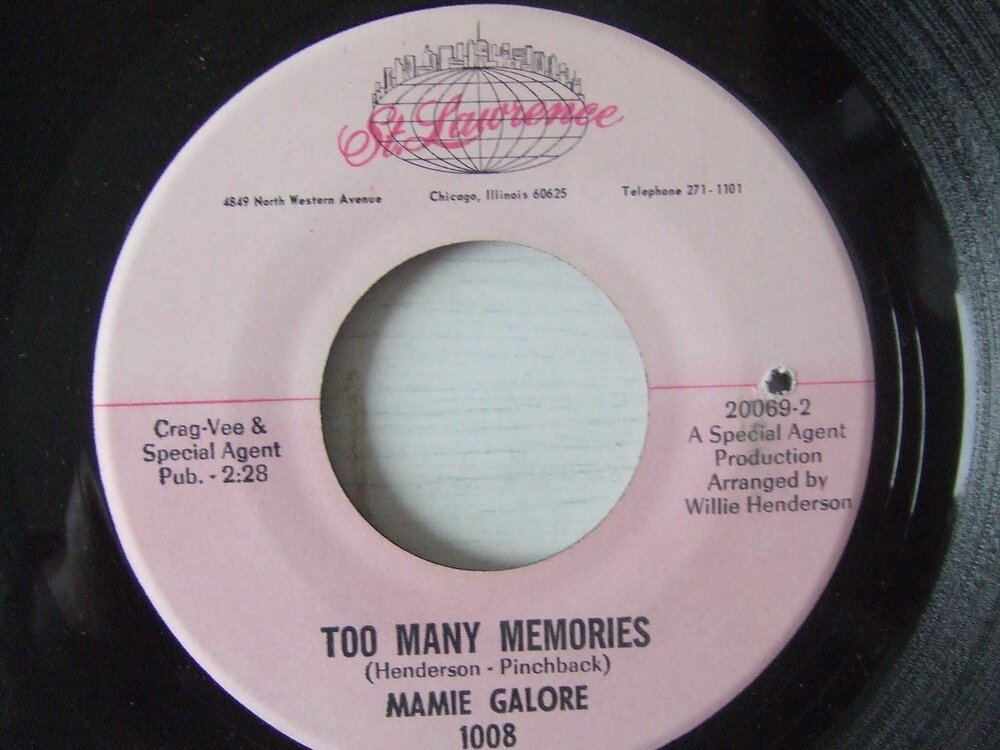 St. Lawrence
4849 North Western Avenue Chicago, Illinois 60625 Telephone 271-1101
Crag-Vee &
Special Agent
Pub. - 2:28
20069-2
A Special Agent
Production
Arranged by
Willie Henderson
TOO MANY MEMORIES
(Henderson - Pinchback)
MAMIE GALORE
1008